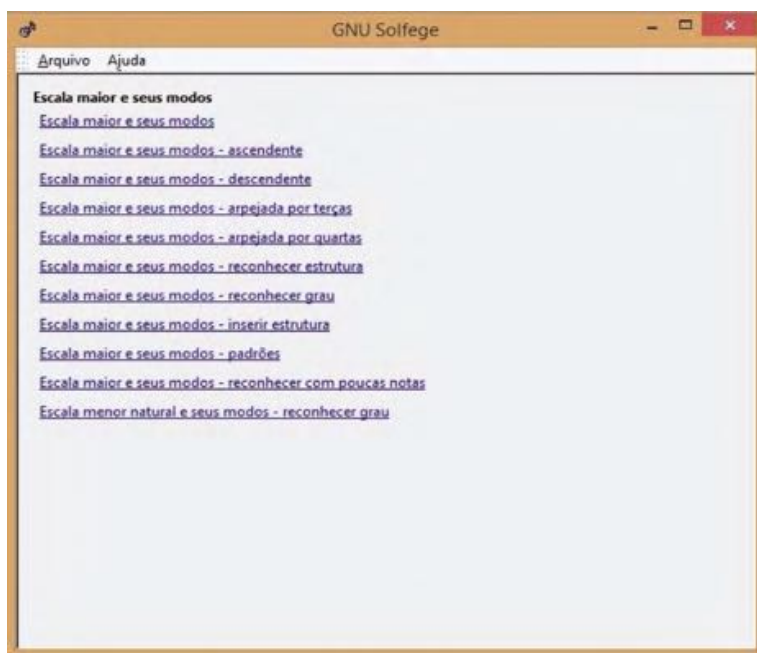 GNU Solfege
Arquivo Ajuda
Escala maior e seus modos
Escala maior e seus modos
Escala maior e seus modos - ascendente
Escala maior e seus modos - descendente
Escala maior e seus modos - arpejada por terças
Escala maior e seus modos - arpejada por quartas
Escala maior e seus modos - reconhecer estrutura
Escala maior e seus modos - reconhecer grau
Escala maior e seus modos - inserir estrutura
Escala maior e seus modos - padrões
Escala maior e seus modos - reconhecer com poucas notas
Escala menor natural e seus modos - reconhecer grau